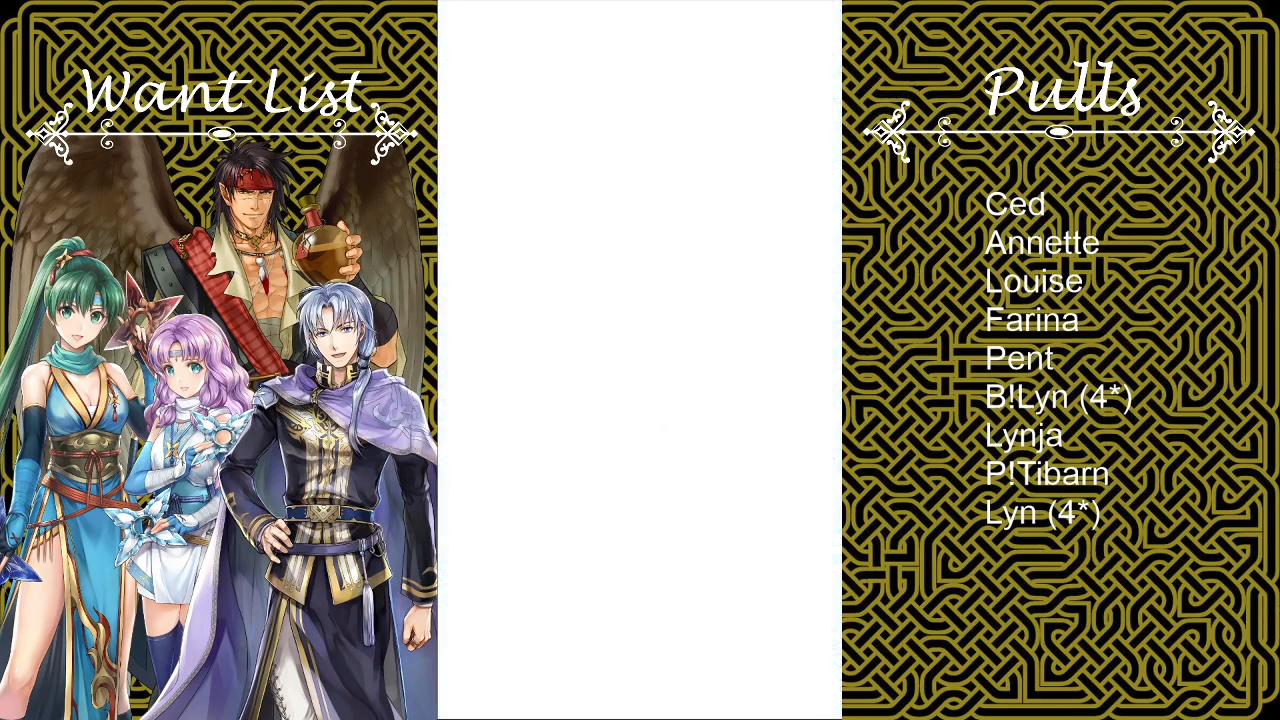 Want List
Pulls
Ced
Annette
Louise
Farina
Pent
B!Lyn (4*)
Lynja
P!Tibarn
Lyn (4*)